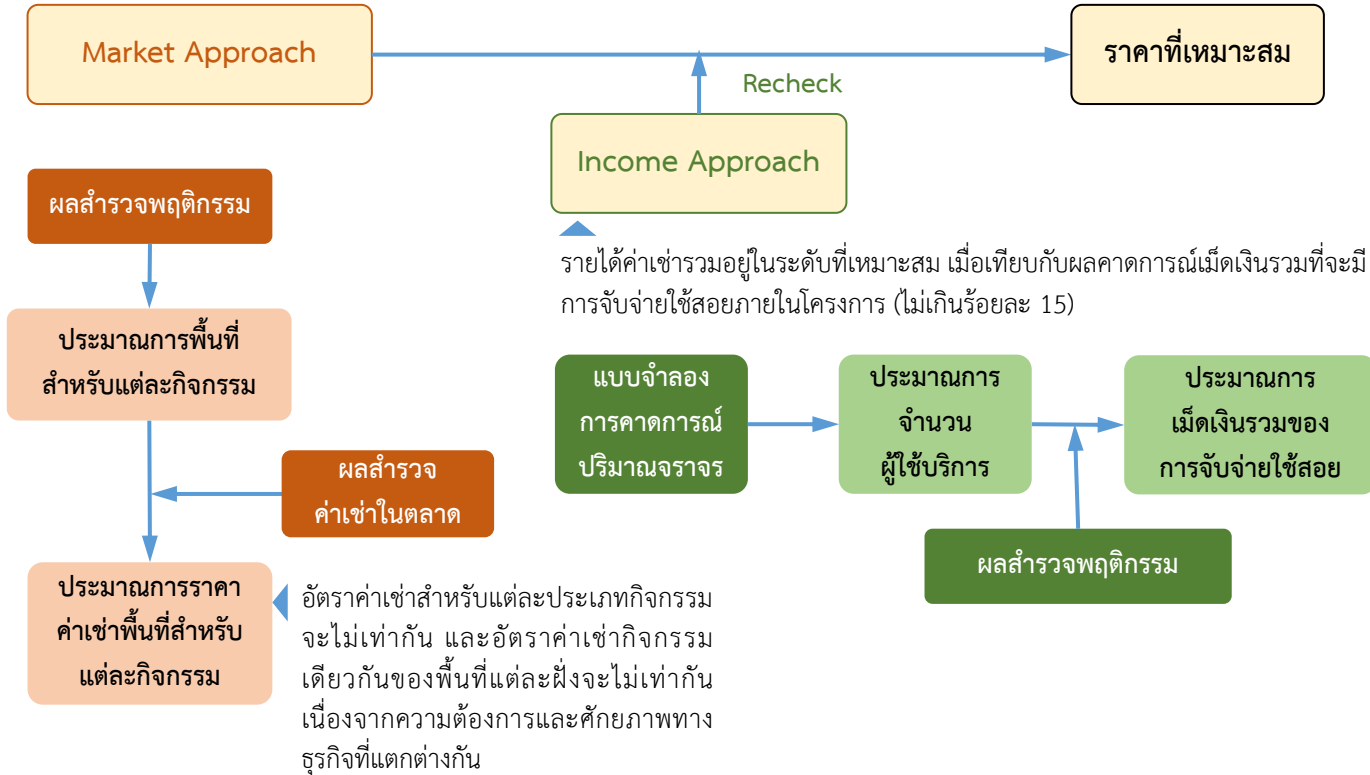 Market Approach
ราคาที่เหมาะสม
Recheck
Income Approach
ผลสำรวจพฤติกรรม
รายได้ค่าเช่ารวมอยู่ในระดับที่เหมาะสม เมื่อเทียบกับผลคาดการณ์เม็ดเงินรวมที่จะมี
การจับจ่ายใช้สอยภายในโครงการ (ไม่เกินร้อยละ 15)
ประมาณการพื้นที่
สำหรับแต่ละกิจกรรม
ผลสำรวจ
ค่าเช่าในตลาด
ประมาณการราคา
ค่าเช่าพื้นที่สำหรับ
แต่ละกิจกรรม
อัตราค่าเช่าสำหรับแต่ละประเภทกิจกรรม
จะไม่เท่ากัน และอัตราค่าเช่ากิจกรรม
เดียวกันของพื้นที่แต่ละฝั่งจะไม่เท่ากัน
เนื่องจากความต้องการและศักยภาพทาง
ธุรกิจที่แตกต่างกัน
แบบจำลอง
การคาดการณ์
ปริมาณจราจร
ประมาณการ
จำนวน
ผู้ใช้บริการ
ประมาณการ
เม็ดเงินรวมของ
การจับจ่ายใช้สอย
ผลสำรวจพฤติกรรม